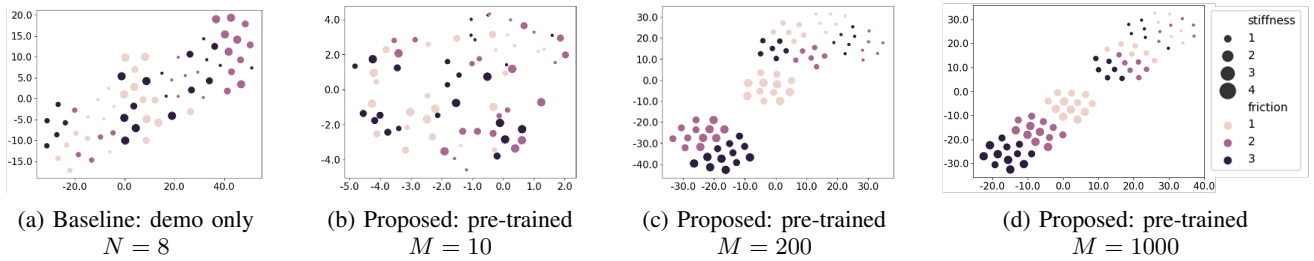 20.0
15.0
10.0
5.0
0.0
-5.0
-10.0
-15.0
-20.0 0.0 20.0 40.0
4.0
2.0
0.0
-2.0
-4.0
-5.0 -4.0 -3.0 -2.0 -1.0 0.0 1.0 2.0
30.0
20.0
10.0
0.0
-10.0
-20.0
-30.0
-40.0
-30.0 -20.0 -10.0 0.0 10.0 20.0 30.0
30.0
20.0
10.0
0.0
-10.0
-20.0
-30.0
-20.0 -10.0 0.0 10.0 20.0 30.0 40.0
stiffness
1
2
3
4
friction
1
2
3
(a) Baseline: demo only
N = 8
(b) Proposed: pre-trained
M = 10
(c) Proposed: pre-trained
M = 200
(d) Proposed: pre-trained
M = 1000